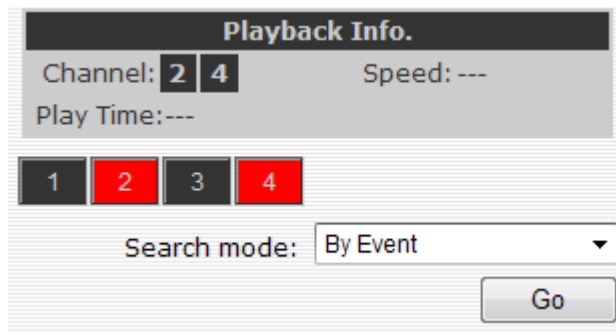 Playback Info.
Channel: 2 4 Speed: ---
Play Time:---
1 2 3 4
Search mode: By Event
Go